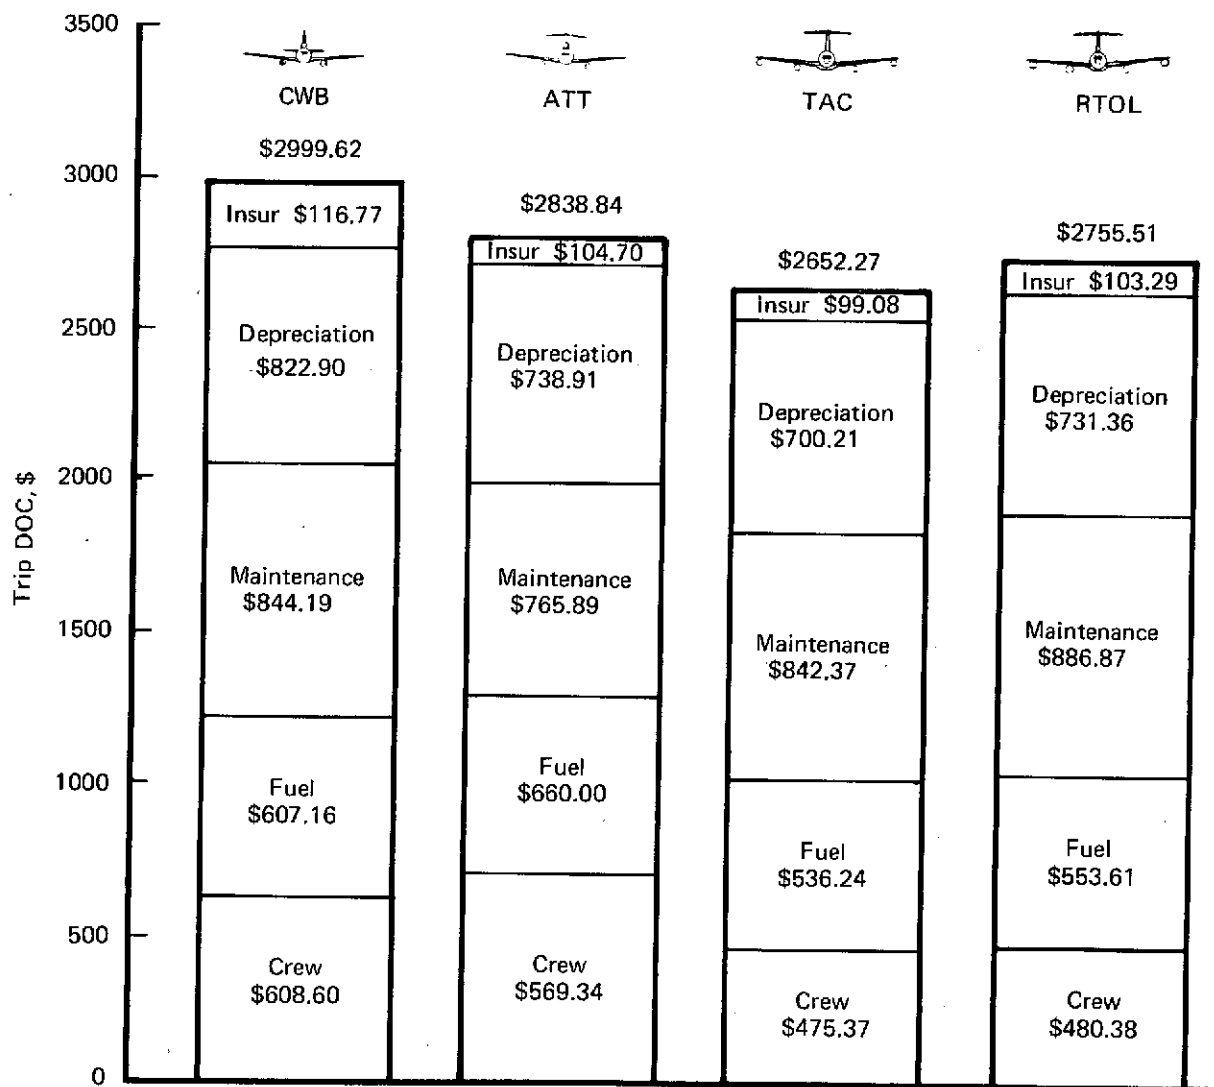 3500
3000
2500
2000
1500
1000
500
0
Trip DOC, $
CWB
$2999.62
Insur $116.77
Depreciation
$822.90
Maintenance
$844.19
Fuel
$607.16
Crew
$608.60
ATT
$2838.84
Insur $104.70
Depreciation
$738.91
Maintenance
$765.89
Fuel
$660.00
Crew
$569.34
TAC
$2652.27
Insur $99.08
Depreciation
$700.21
Maintenance
$842.37
Fuel
$536.24
Crew
$475.37
RTOL
$2755.51
Insur $103.29
Depreciation
$731.36
Maintenance
$886.87
Fuel
$553.61
Crew
$480.38